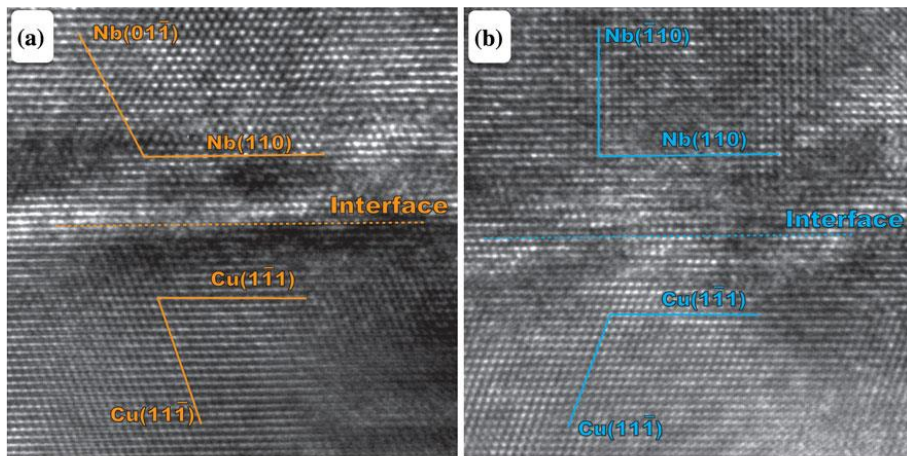 (a)
Nb(011̄)
Nb(110)
Interface
Cu(11̄1)
Cu(111̄)
(b)
Nb(1̄10)
Nb(110)
Interface
Cu(11̄1)
Cu(111̄)